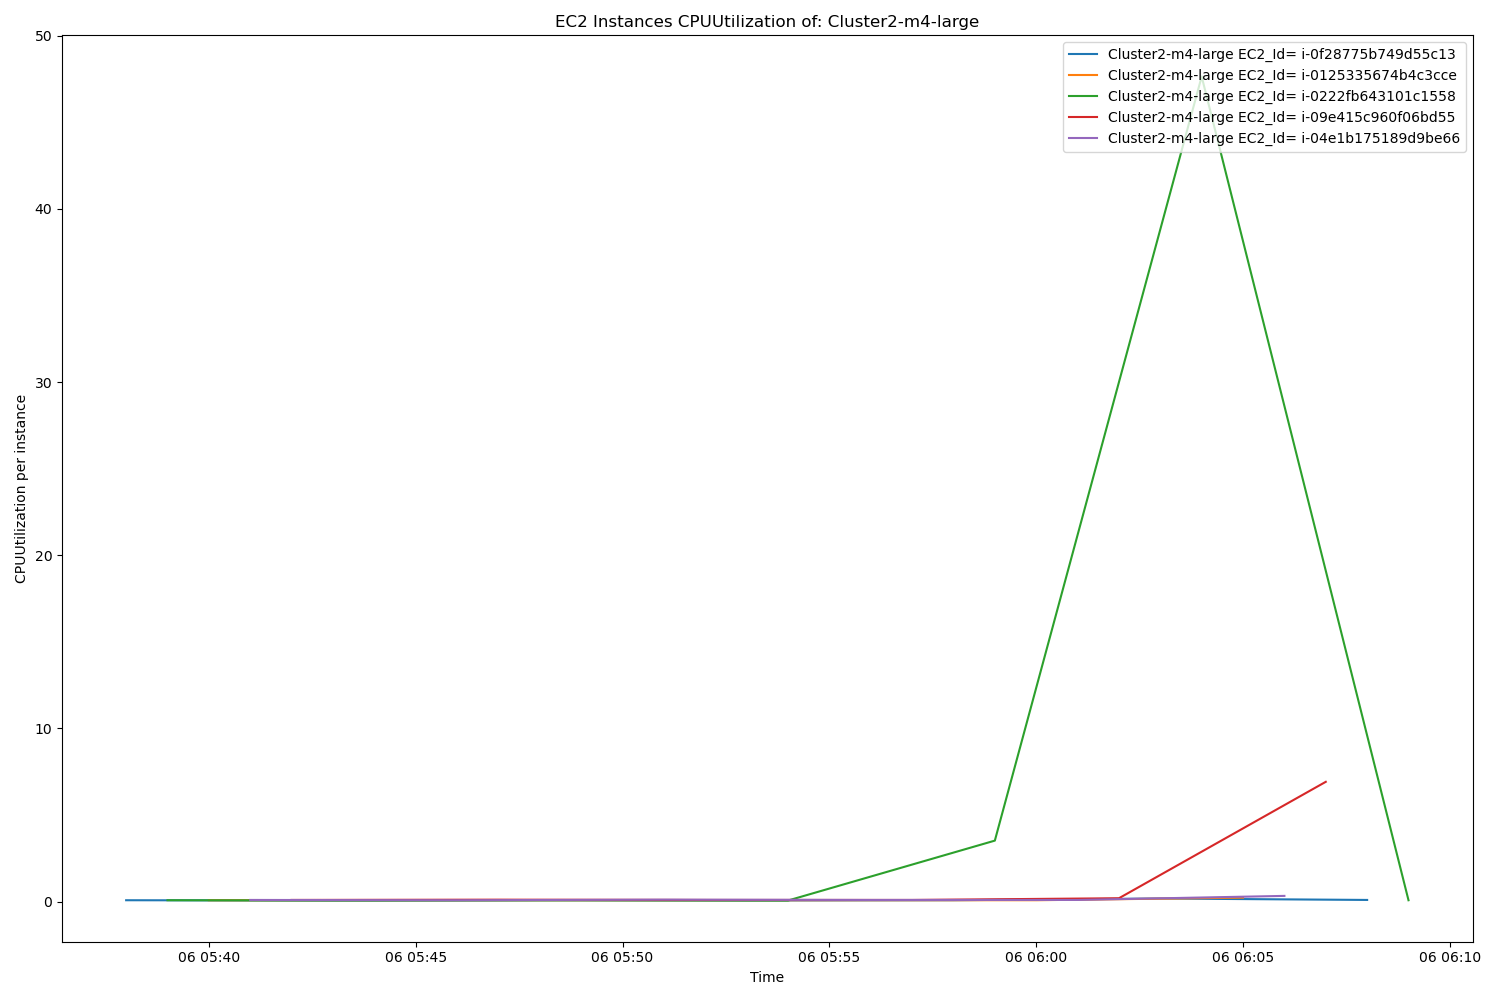 EC2 Instances CPUUtilization of: Cluster2-m4-large
Cluster2-m4-large EC2_Id= i-0f28775b749d55c13
Cluster2-m4-large EC2_Id= i-0125335674b4c3cce
Cluster2-m4-large EC2_Id= i-0222fb643101c1558
Cluster2-m4-large EC2_Id= i-09e415c960f06bd55
Cluster2-m4-large EC2_Id= i-04e1b175189d9be66
CPUUtilization per instance
50
40
30
20
10
0
06 05:40 06 05:45 06 05:50 06 05:55 06 06:00 06 06:05 06 06:10
Time